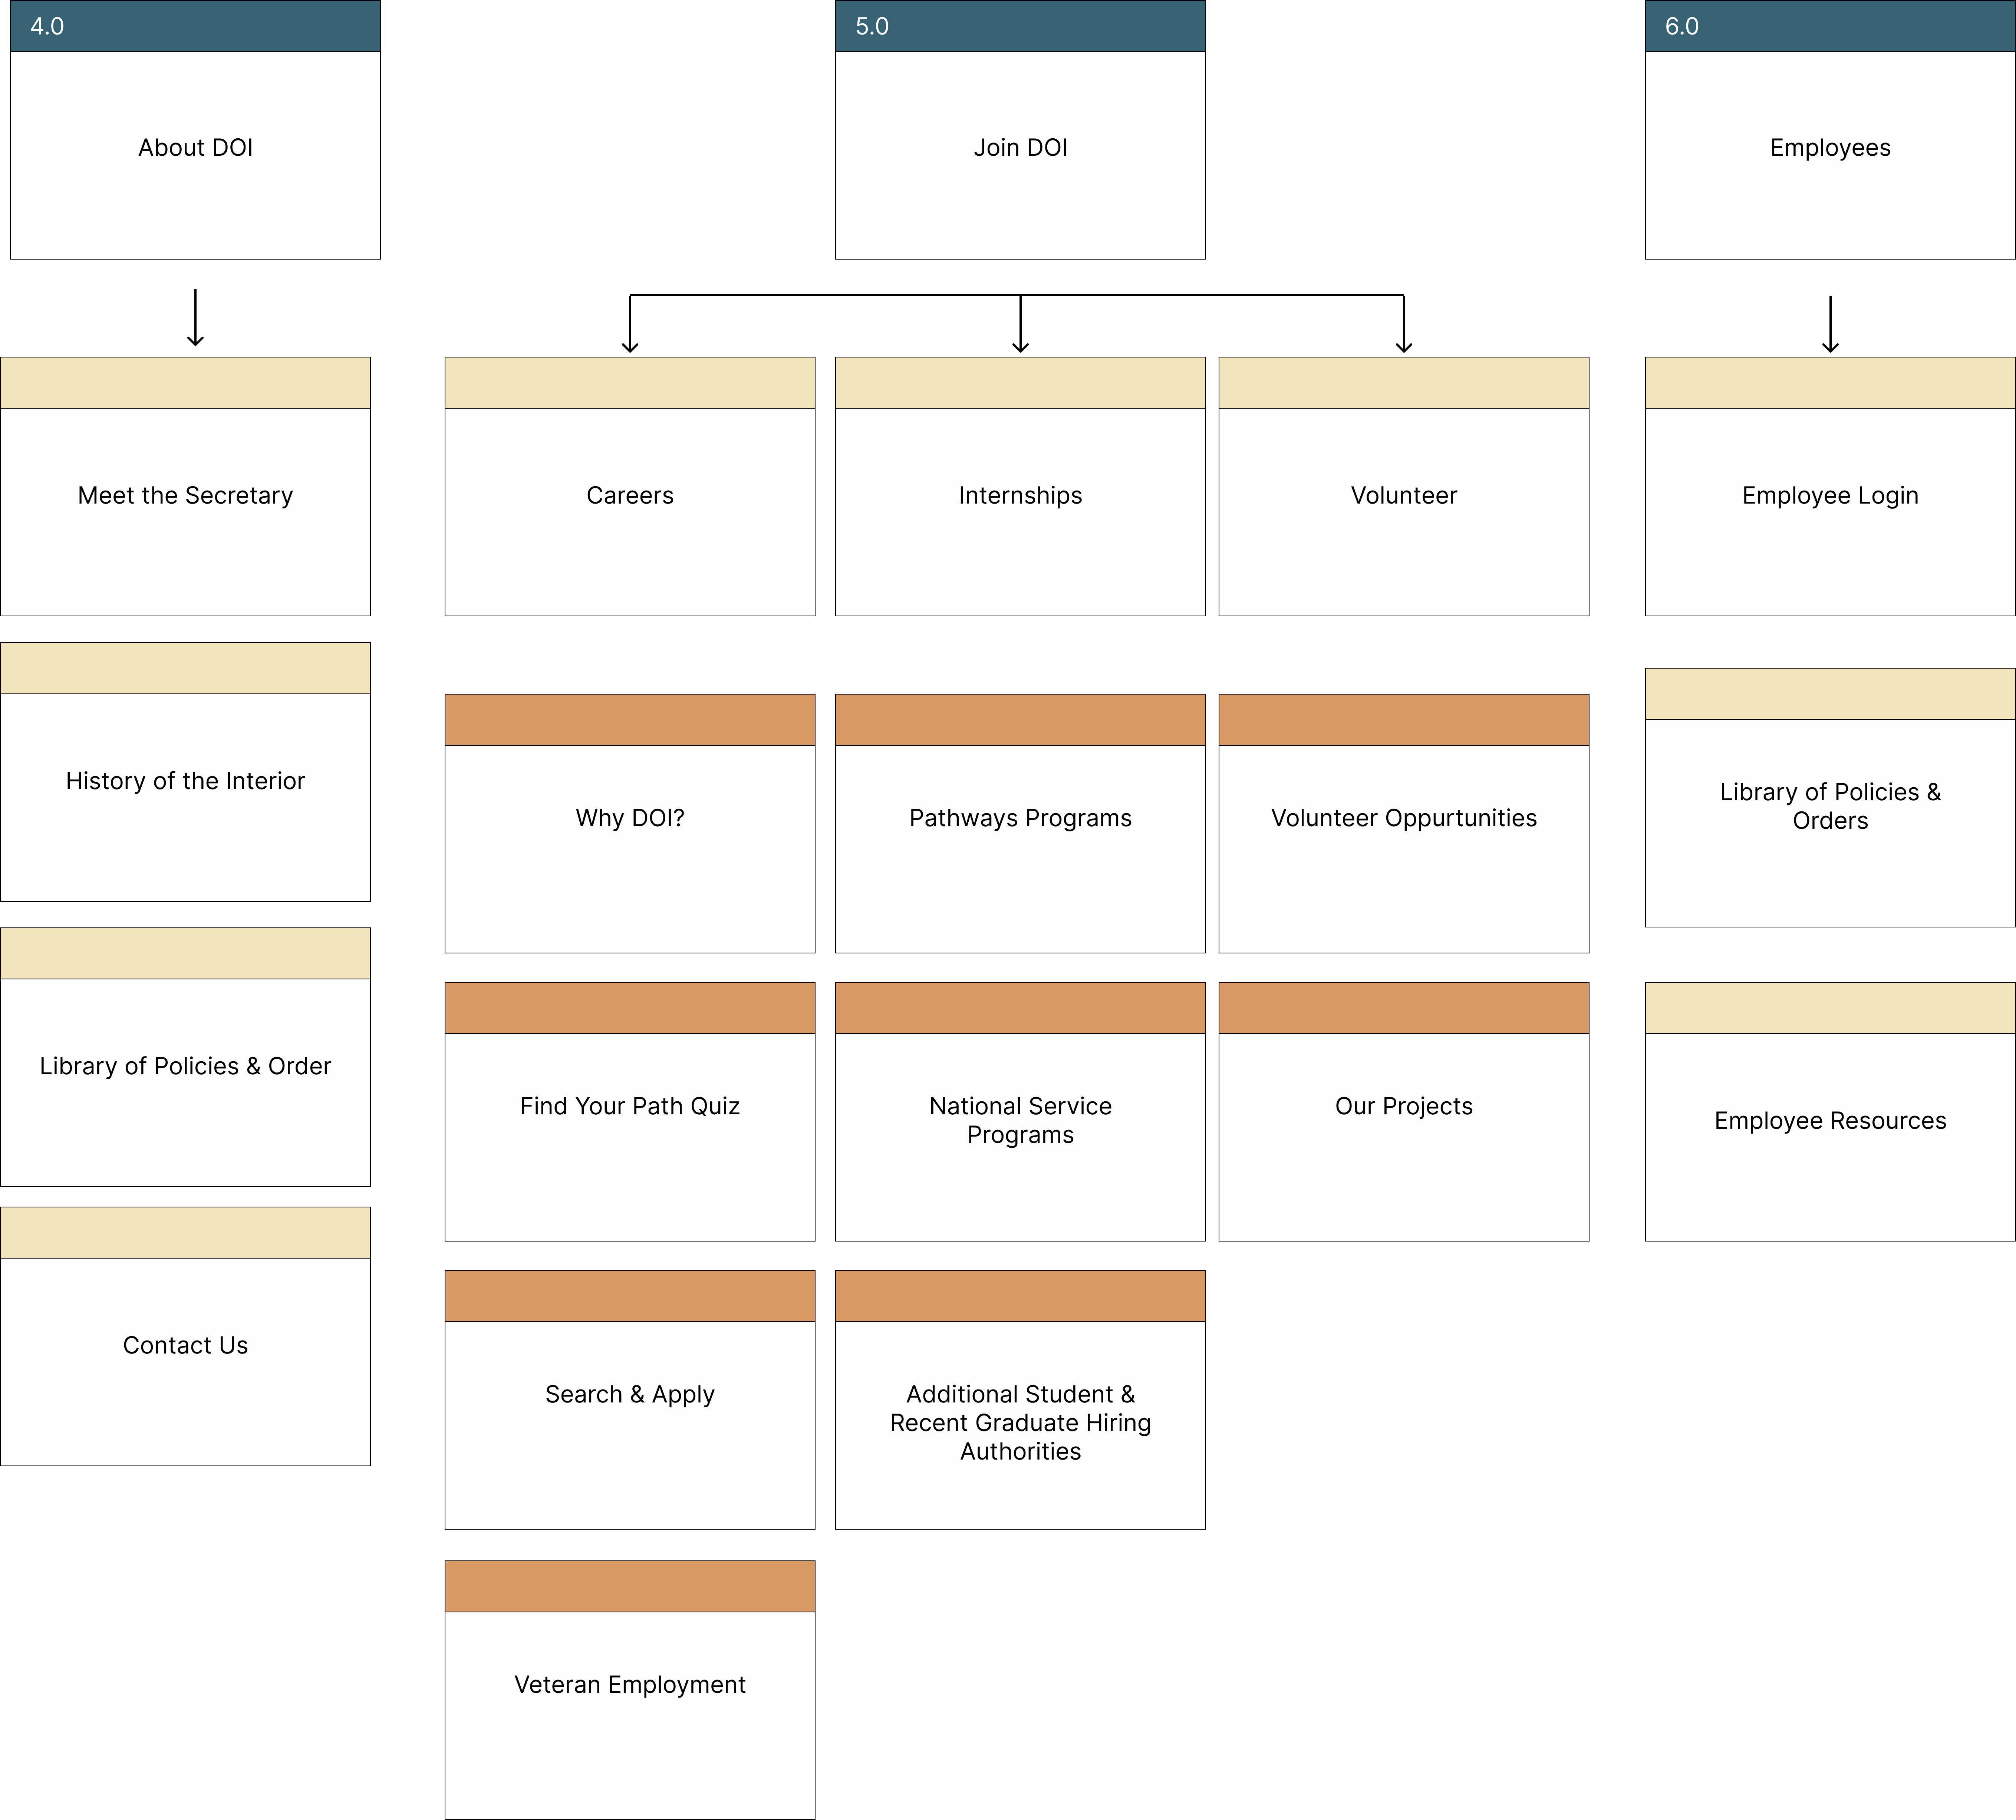 4.0
5.0
6.0
About DOI
Join DOI
Employees
Meet the Secretary
Careers
Internships
Volunteer
Employee Login
History of the Interior
Why DOI?
Pathways Programs
Volunteer Oppurtunities
Library of Policies &
Orders
Library of Policies & Order
Find Your Path Quiz
National Service
Programs
Our Projects
Employee Resources
Contact Us
Search & Apply
Additional Student &
Recent Graduate Hiring
Authorities
Veteran Employment